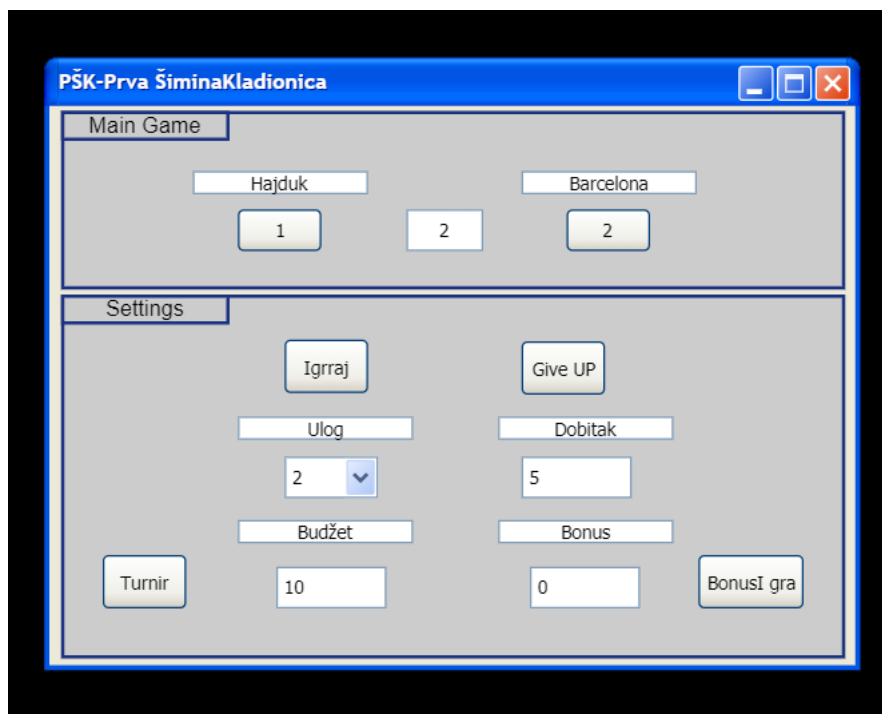 PŠK-Prva ŠiminaKladionica
Main Game
Hajduk Barcelona
1 2 2
Settings
Igrraj Give UP
Ulog Dobitak
2 5
Budžet Bonus
Turnir 10 0 BonusI gra